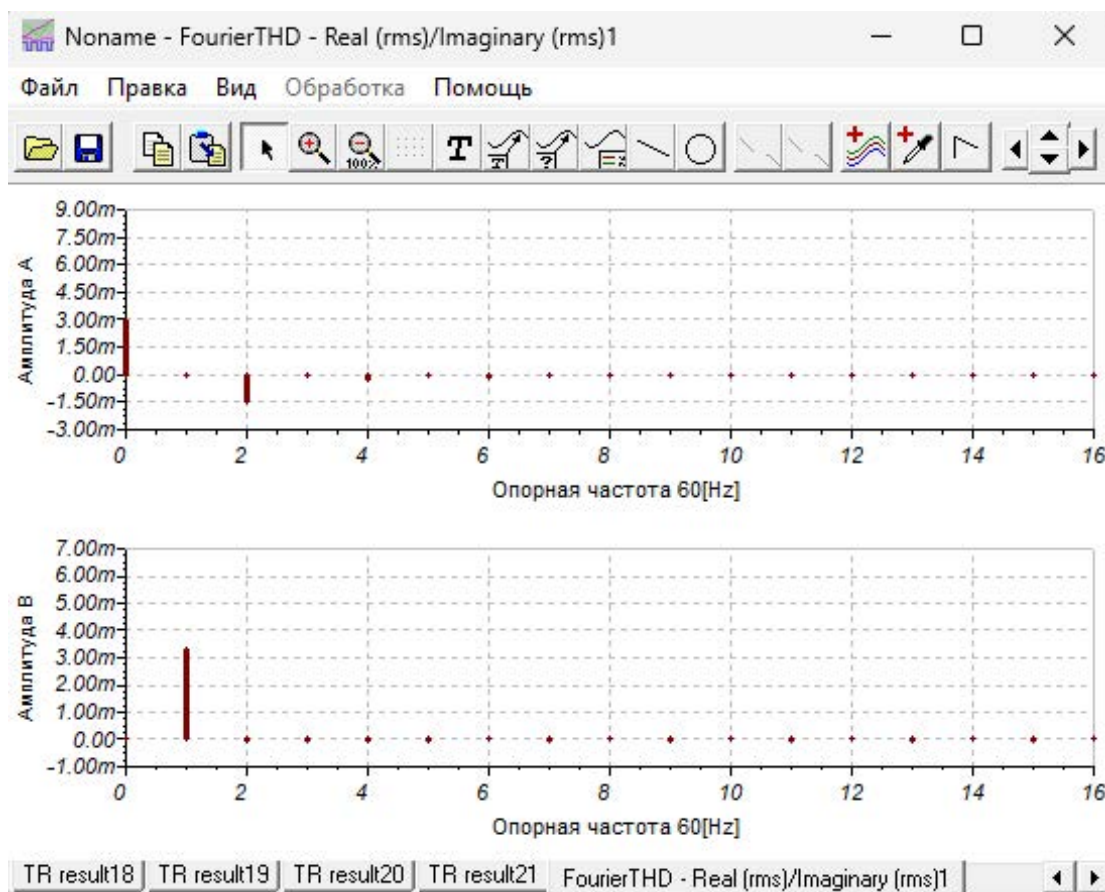 Noname - FourierTHD - Real (rms)/Imaginary (rms)1
Файл Правка Вид Обработка Помощь
100% T T ?
9.00m
7.50m
6.00m
4.50m
3.00m
1.50m
0.00
-1.50m
-3.00m
Амплитуда A
0 2 4 6 8 10 12 14 16
Опорная частота 60[Hz]
7.00m
6.00m
5.00m
4.00m
3.00m
2.00m
1.00m
0.00
-1.00m
Амплитуда B
0 2 4 6 8 10 12 14 16
Опорная частота 60[Hz]
TR result18 TR result19 TR result20 TR result21 FourierTHD - Real (rms)/Imaginary (rms)1